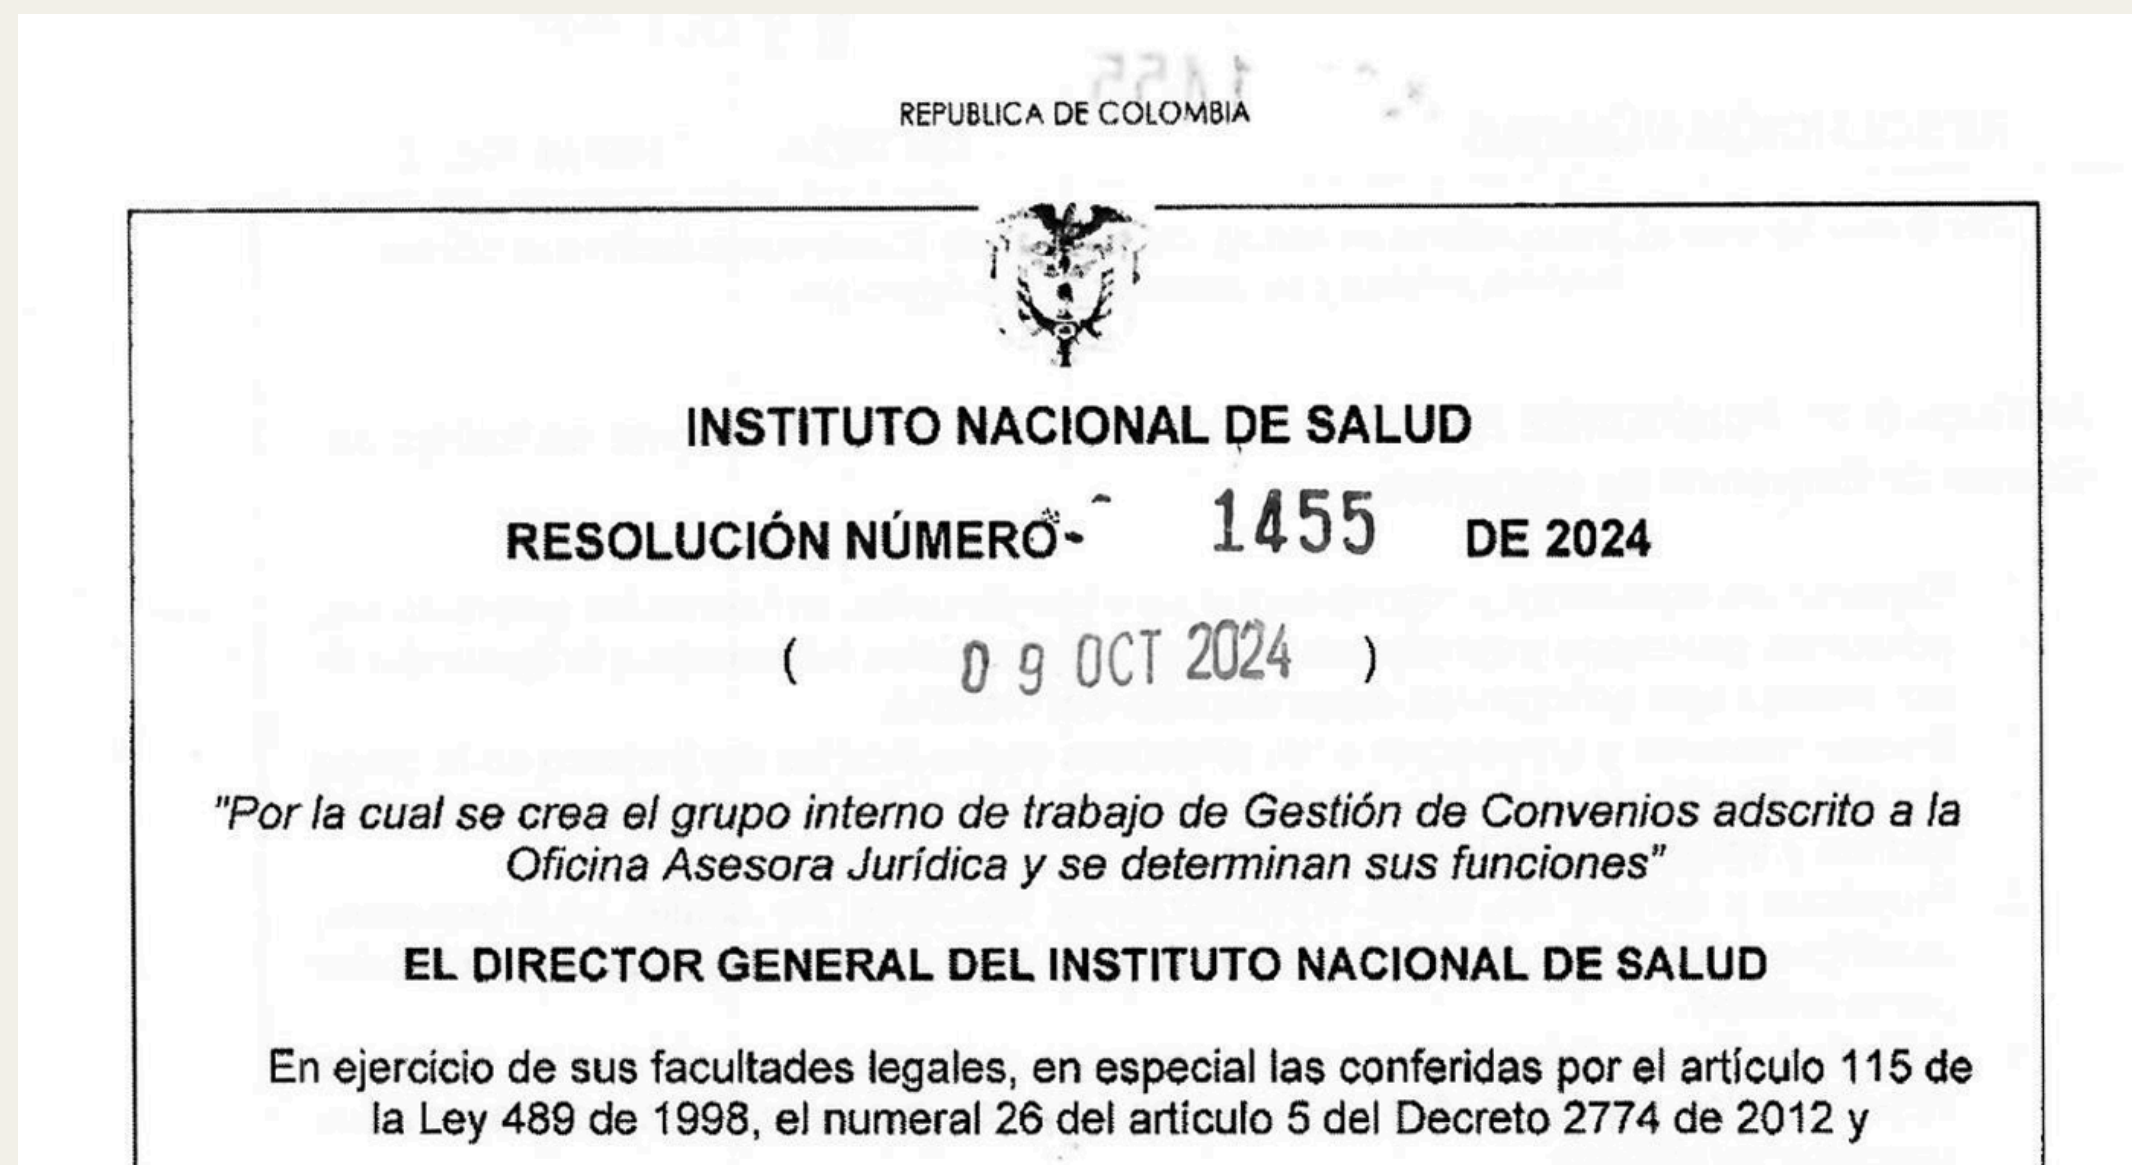 REPUBLICA DE COLOMBIA
INSTITUTO NACIONAL DE SALUD
RESOLUCIÓN NÚMERO- 1455 DE 2024
( 09 OCT 2024 )
"Por la cual se crea el grupo interno de trabajo de Gestión de Convenios adscrito a la
Oficina Asesora Jurídica y se determinan sus funciones"
EL DIRECTOR GENERAL DEL INSTITUTO NACIONAL DE SALUD
En ejercicio de sus facultades legales, en especial las conferidas por el artículo 115 de
la Ley 489 de 1998, el numeral 26 del artículo 5 del Decreto 2774 de 2012 y